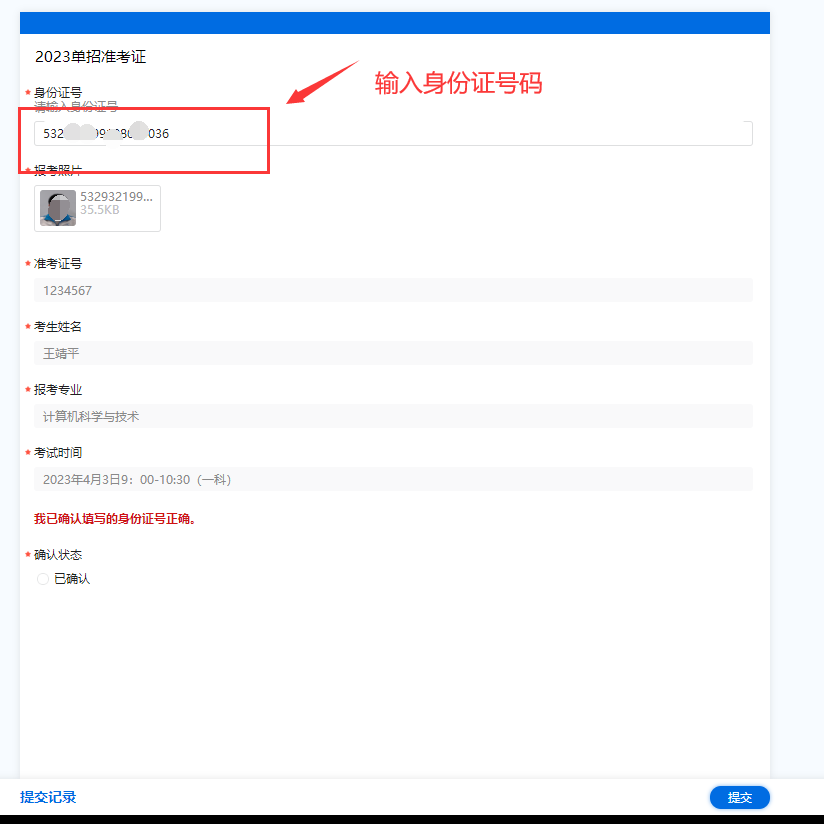 2023单招准考证
输入身份证号码
* 身份证号
请输入身份证号
* 报考照片
532932199...
35.5KB
* 准考证号
1234567
* 考生姓名
王靖平
* 报考专业
计算机科学与技术
* 考试时间
2023年4月3日9：00-10:30（一科）
我已确认填写的身份证号正确。
* 确认状态
已确认
提交记录
提交